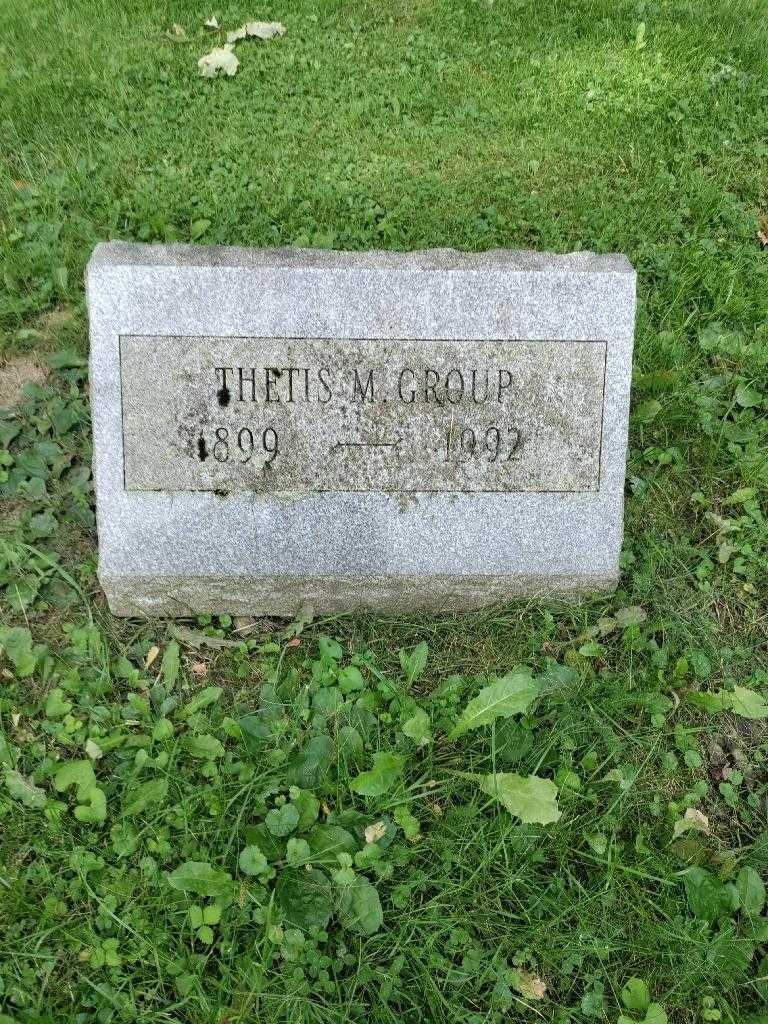 THETIS M. GROUP
1899 — 1992